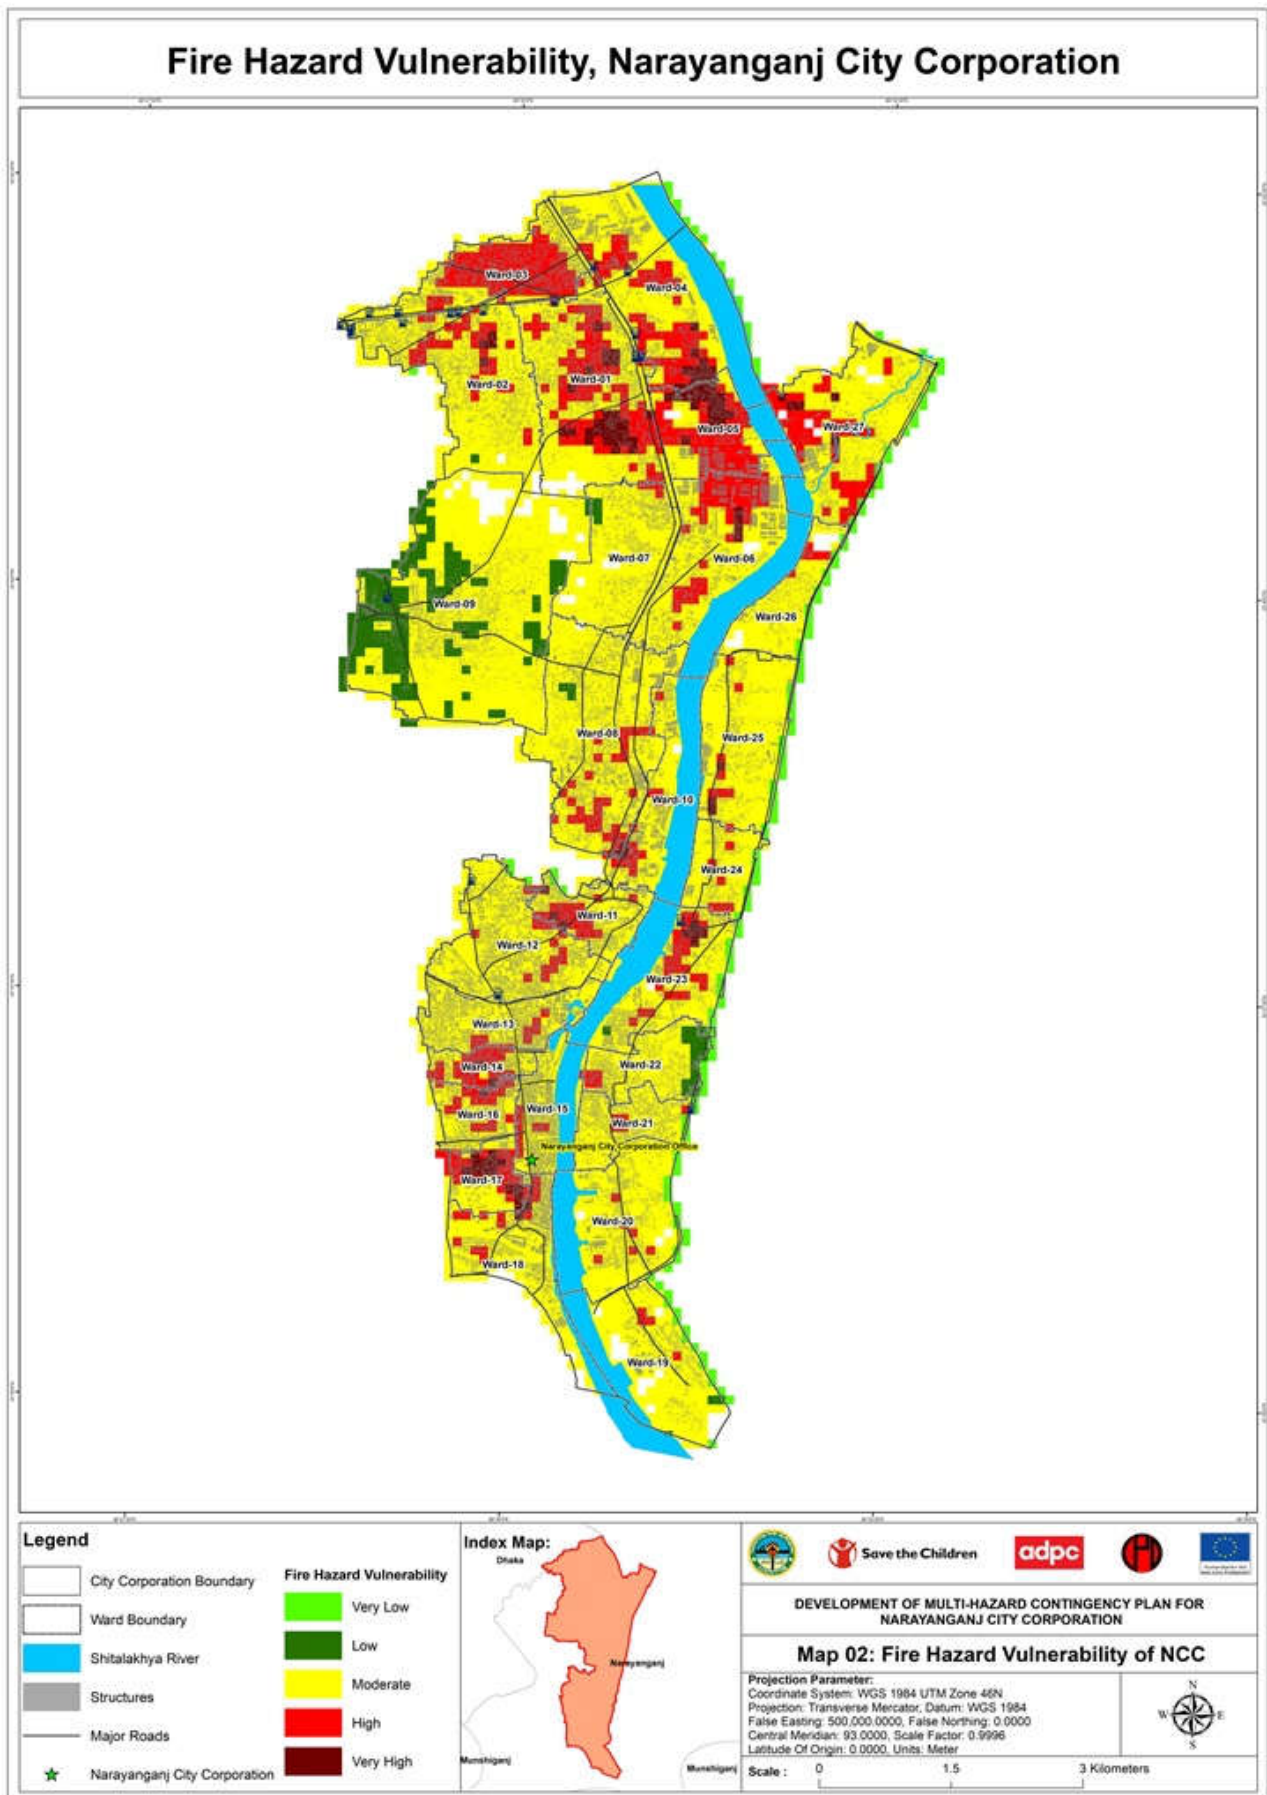 Fire Hazard Vulnerability, Narayanganj City Corporation
Ward-03
Ward-04
Ward-02
Ward-01
Ward-05
Ward-27
Ward-07
Ward-06
Ward-09
Ward-26
Ward-08
Ward-25
Ward-10
Ward-24
Ward-11
Ward-12
Ward-23
Ward-13
Ward-14
Ward-22
Ward-16
Ward-15
Ward-21
Narayanganj City Corporation Office
Ward-17
Ward-20
Ward-18
Ward-19
Legend
City Corporation Boundary
Ward Boundary
Shitalakhya River
Structures
Major Roads
Narayanganj City Corporation
Fire Hazard Vulnerability
Very Low
Low
Moderate
High
Very High
Index Map:
Dhaka
Narayanganj
Munshiganj
Munshiganj
Save the Children
adpc
DEVELOPMENT OF MULTI-HAZARD CONTINGENCY PLAN FOR
NARAYANGANJ CITY CORPORATION
Map 02: Fire Hazard Vulnerability of NCC
Projection Parameter:
Coordinate System: WGS 1984 UTM Zone 46N
Projection: Transverse Mercator, Datum: WGS 1984
False Easting: 500,000.0000, False Northing: 0.0000
Central Meridian: 93.0000, Scale Factor: 0.9996
Latitude Of Origin: 0.0000, Units: Meter
N
W E
S
Scale : 0 1.5 3 Kilometers